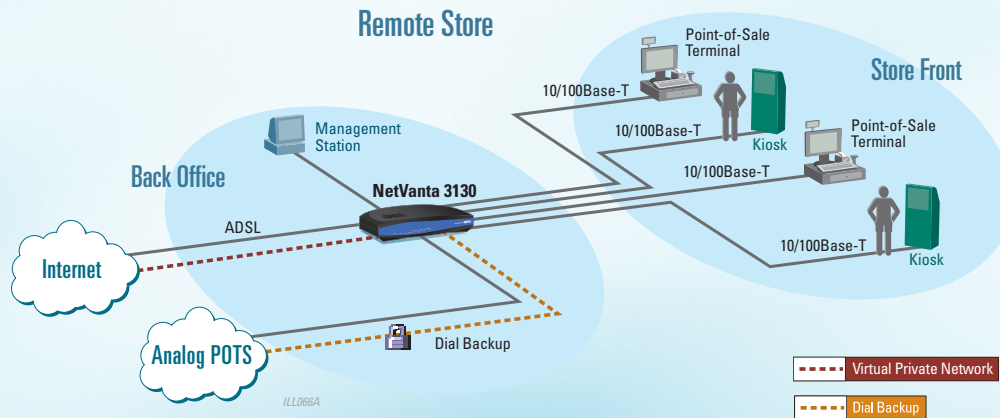 Remote Store
Point-of-Sale
Terminal
Store Front
10/100Base-T
Management
Station
10/100Base-T
Kiosk
Point-of-Sale
Terminal
Back Office
NetVanta 3130
10/100Base-T
ADSL
10/100Base-T
Kiosk
Internet
Analog POTS
Dial Backup
Virtual Private Network
ILL066A
Dial Backup